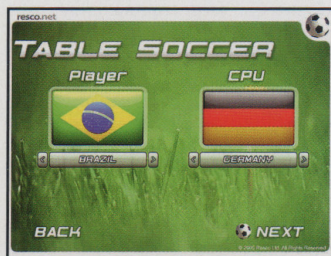 resco.net
TABLE SOCCER
Player CPU
BRAZIL GERMANY
BACK NEXT